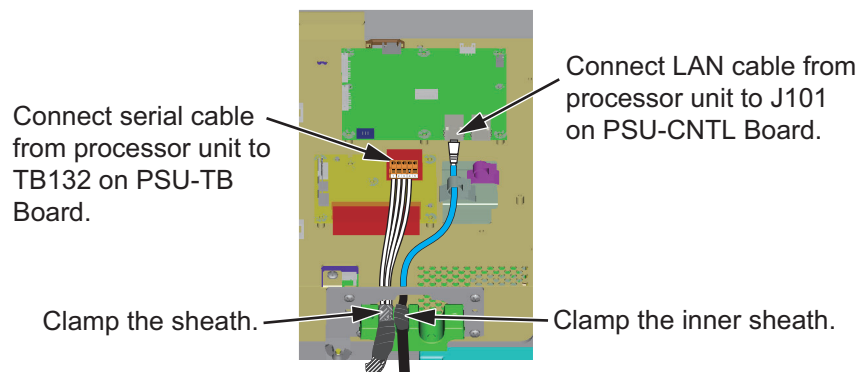 Connect serial cable
from processor unit to
TB132 on PSU-TB
Board.
Connect LAN cable from
processor unit to J101
on PSU-CNTL Board.
Clamp the sheath.
Clamp the inner sheath.